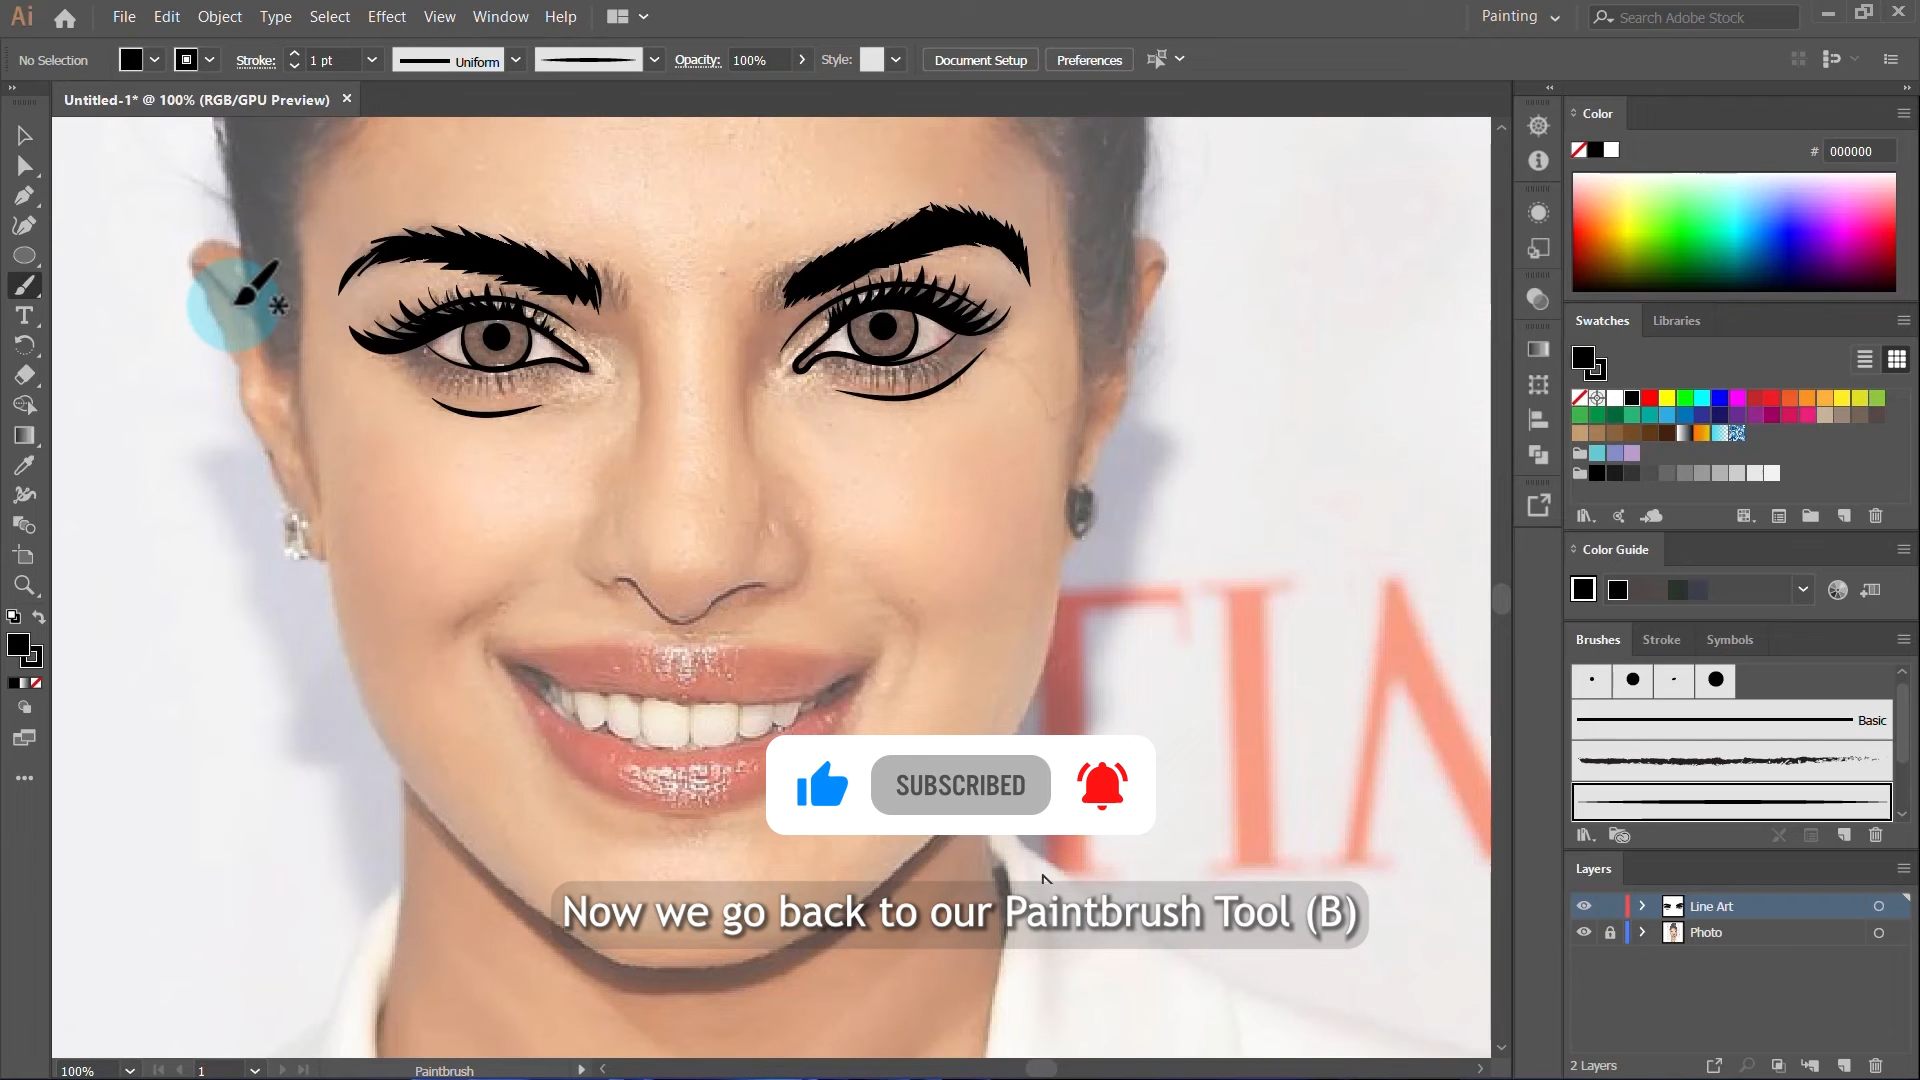 Ai File Edit Object Type Select Effect View Window Help Painting Search Adobe Stock
No Selection Stroke: 1 pt Uniform Opacity: 100% Style: Document Setup Preferences
Untitled-1* @ 100% (RGB/GPU Preview) ×
Color
# 000000
Swatches Libraries
Color Guide
Brushes Stroke Symbols
Basic
SUBSCRIBED
Now we go back to our Paintbrush Tool (B)
Layers
Line Art
Photo
2 Layers
100% 1 Paintbrush